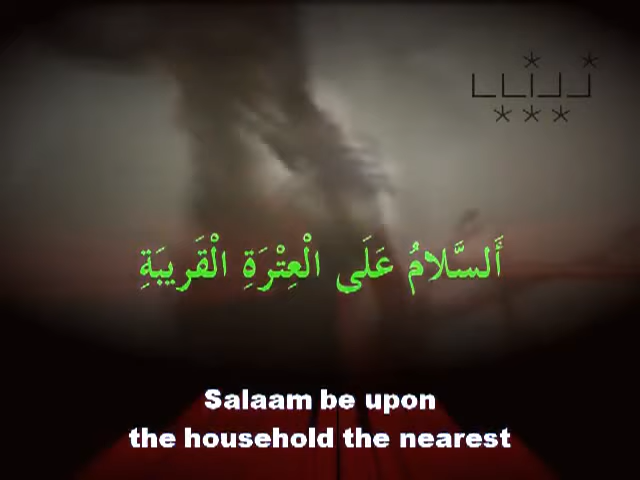 أَلسَّلامُ عَلَى الْعِتْرَةِ الْقَرِيبَةِ
Salaam be upon
the household the nearest